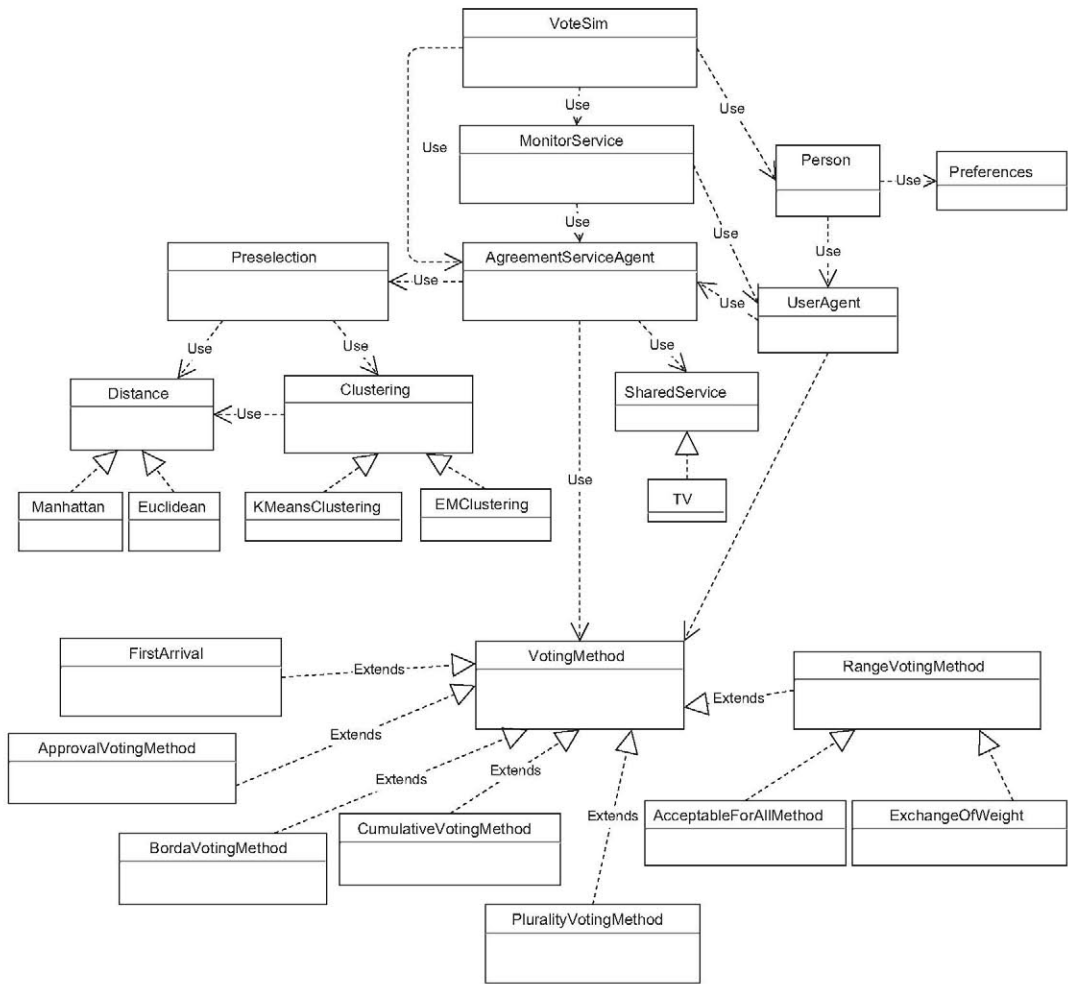 VoteSim
Use
MonitorService
Use
Person
Preferences
Use
Use
Use
Use
Preselection
AgreementServiceAgent
Use
Use
UserAgent
Use
Use
Use
Use
Distance
Clustering
SharedService
Use
Manhattan
Euclidean
KMeansClustering
EMClustering
TV
Use
FirstArrival
Extends
VotingMethod
RangeVotingMethod
Extends
ApprovalVotingMethod
Extends
Extends
Extends
Extends
BordaVotingMethod
CumulativeVotingMethod
AcceptableForAllMethod
ExchangeOfWeight
PluralityVotingMethod